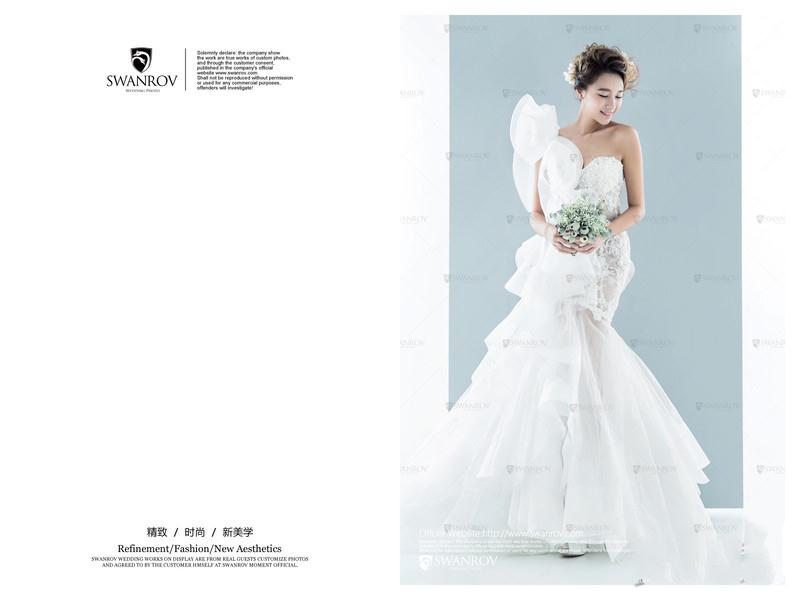 SWANROV
WEDDING PHOTO
Solemnly declare: the company show
the work are true works of custom photos,
and through the customer consent,
published in the company's official
website www.swanrov.com.
Shall not be reproduced without permission
or used for any commercial purposes,
offenders will investigate!
精致 / 时尚 / 新美学
Refinement/Fashion/New Aesthetics
SWANROV WEDDING WORKS ON DISPLAY ARE FROM REAL GUESTS CUSTOMIZE PHOTOS
AND AGREED TO BY THE CUSTOMER HMSELF AT SWANROV MOMENT OFFICIAL.
Official Website:http://www.swanrov.com
SWANROV